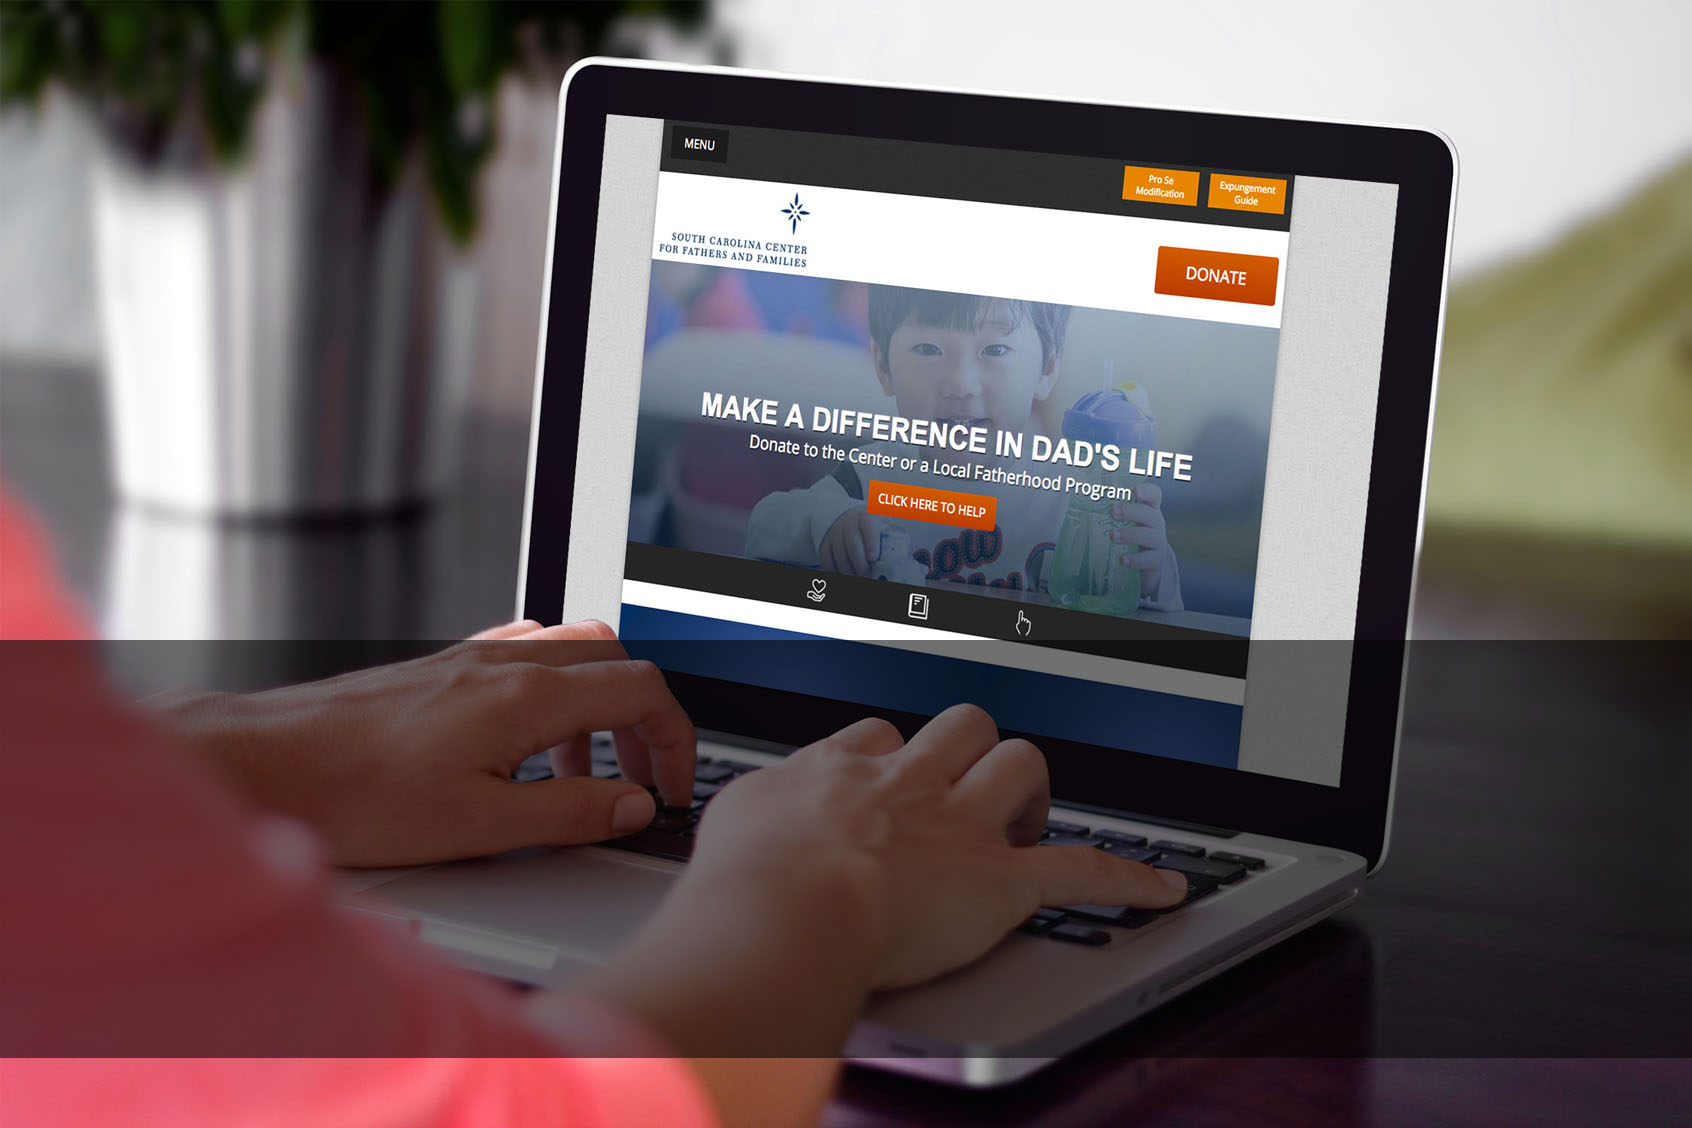 MENU
Pro Se
Modification
Expungement
Guide
SOUTH CAROLINA CENTER
FOR FATHERS AND FAMILIES
DONATE
MAKE A DIFFERENCE IN DAD'S LIFE
Donate to the Center or a Local Fatherhood Program
CLICK HERE TO HELP